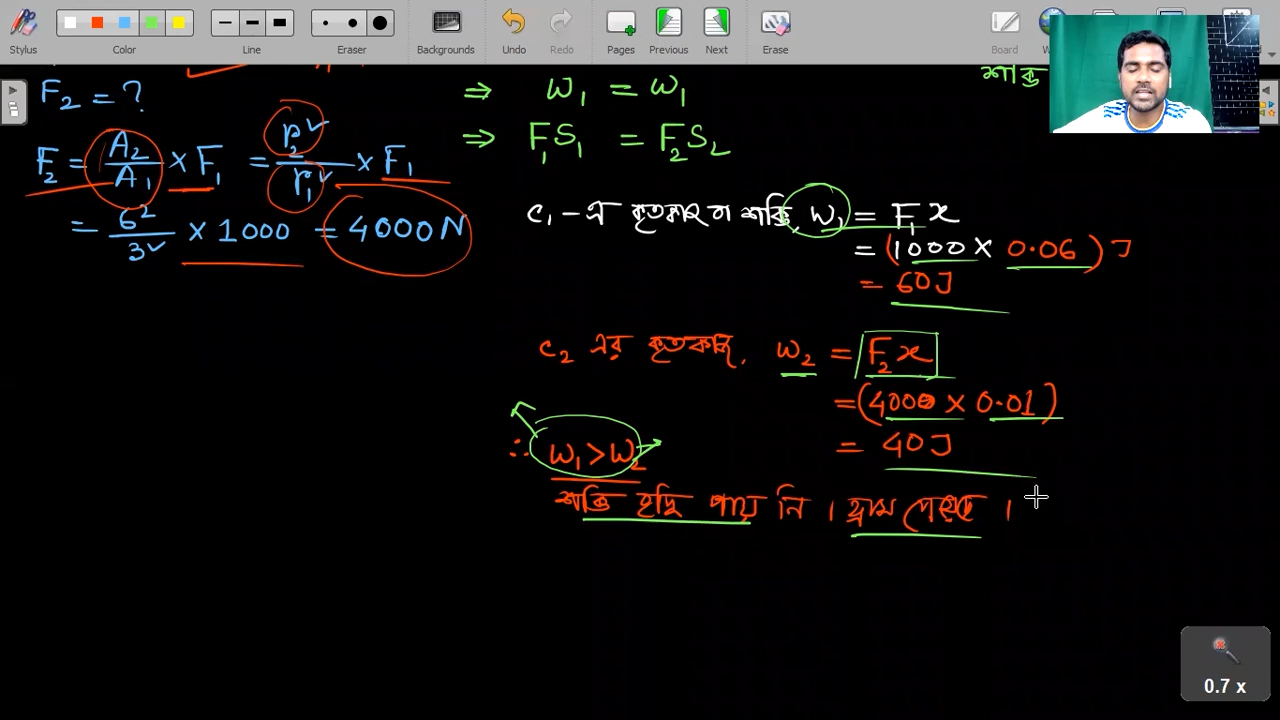 Stylus Color Line Eraser Backgrounds Undo Redo Pages Previous Next Erase Board
F₂ = ?
F₂ = A₂/A₁ × F₁ = r₂²/r₁² × F₁
= 6²/3² × 1000 = 4000 N
⇒ W₁ = W₁
⇒ F₁S₁ = F₂S₂
C₁-এ কৃতকাজ বা শক্তি, W₁ = F₁x
= (1000 × 0.06) J
= 60J
C₂ এর কৃতকাজ, W₂ = F₂x
= (4000 × 0.01)
= 40J
∴ W₁ > W₂
শক্তি বৃদ্ধি পায় নি । হ্রাস পেয়েছে ।
0.7 x